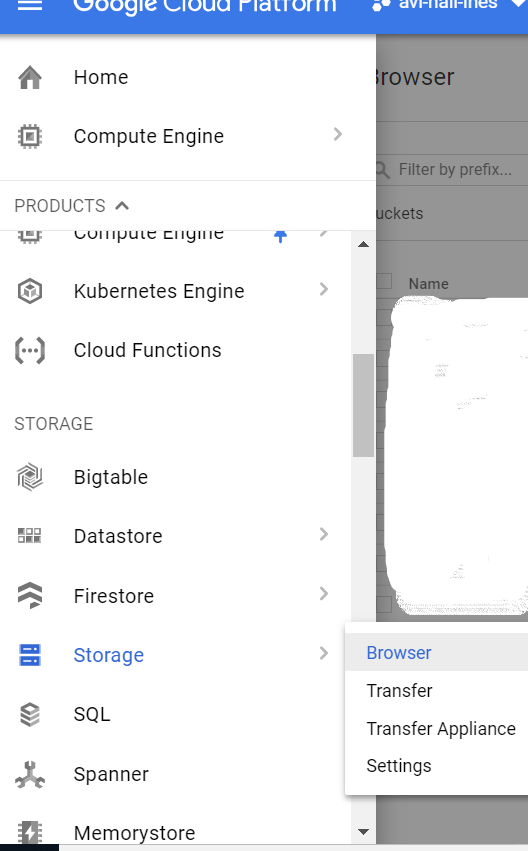 Google Cloud Platform
avi-nail-ines
Home
Compute Engine
PRODUCTS
Compute Engine
Kubernetes Engine
Cloud Functions
STORAGE
Bigtable
Datastore
Firestore
Storage
SQL
Spanner
Memorystore
Browser
Filter by prefix...
uckets
Name
Browser
Transfer
Transfer Appliance
Settings